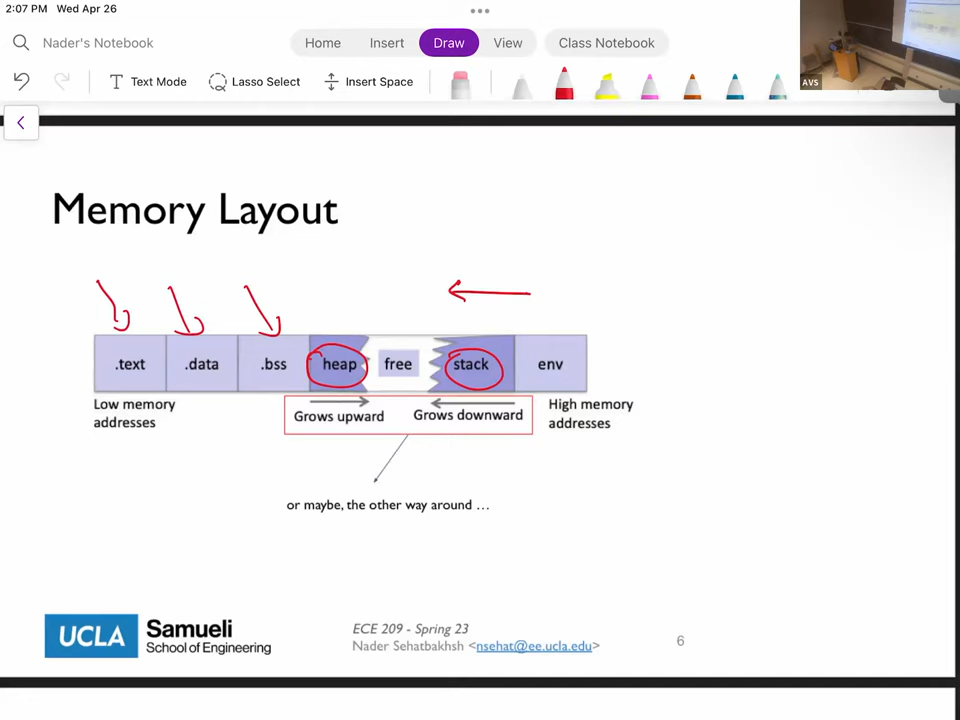 2:07 PM Wed Apr 26
Nader's Notebook
Home Insert Draw View Class Notebook
Text Mode Lasso Select Insert Space
AVS
Memory Layout
.text .data .bss heap free stack env
Low memory addresses
Grows upward
Grows downward
High memory addresses
or maybe, the other way around …
UCLA Samueli School of Engineering
ECE 209 - Spring 23
Nader Sehatbakhsh <nsehat@ee.ucla.edu>
6